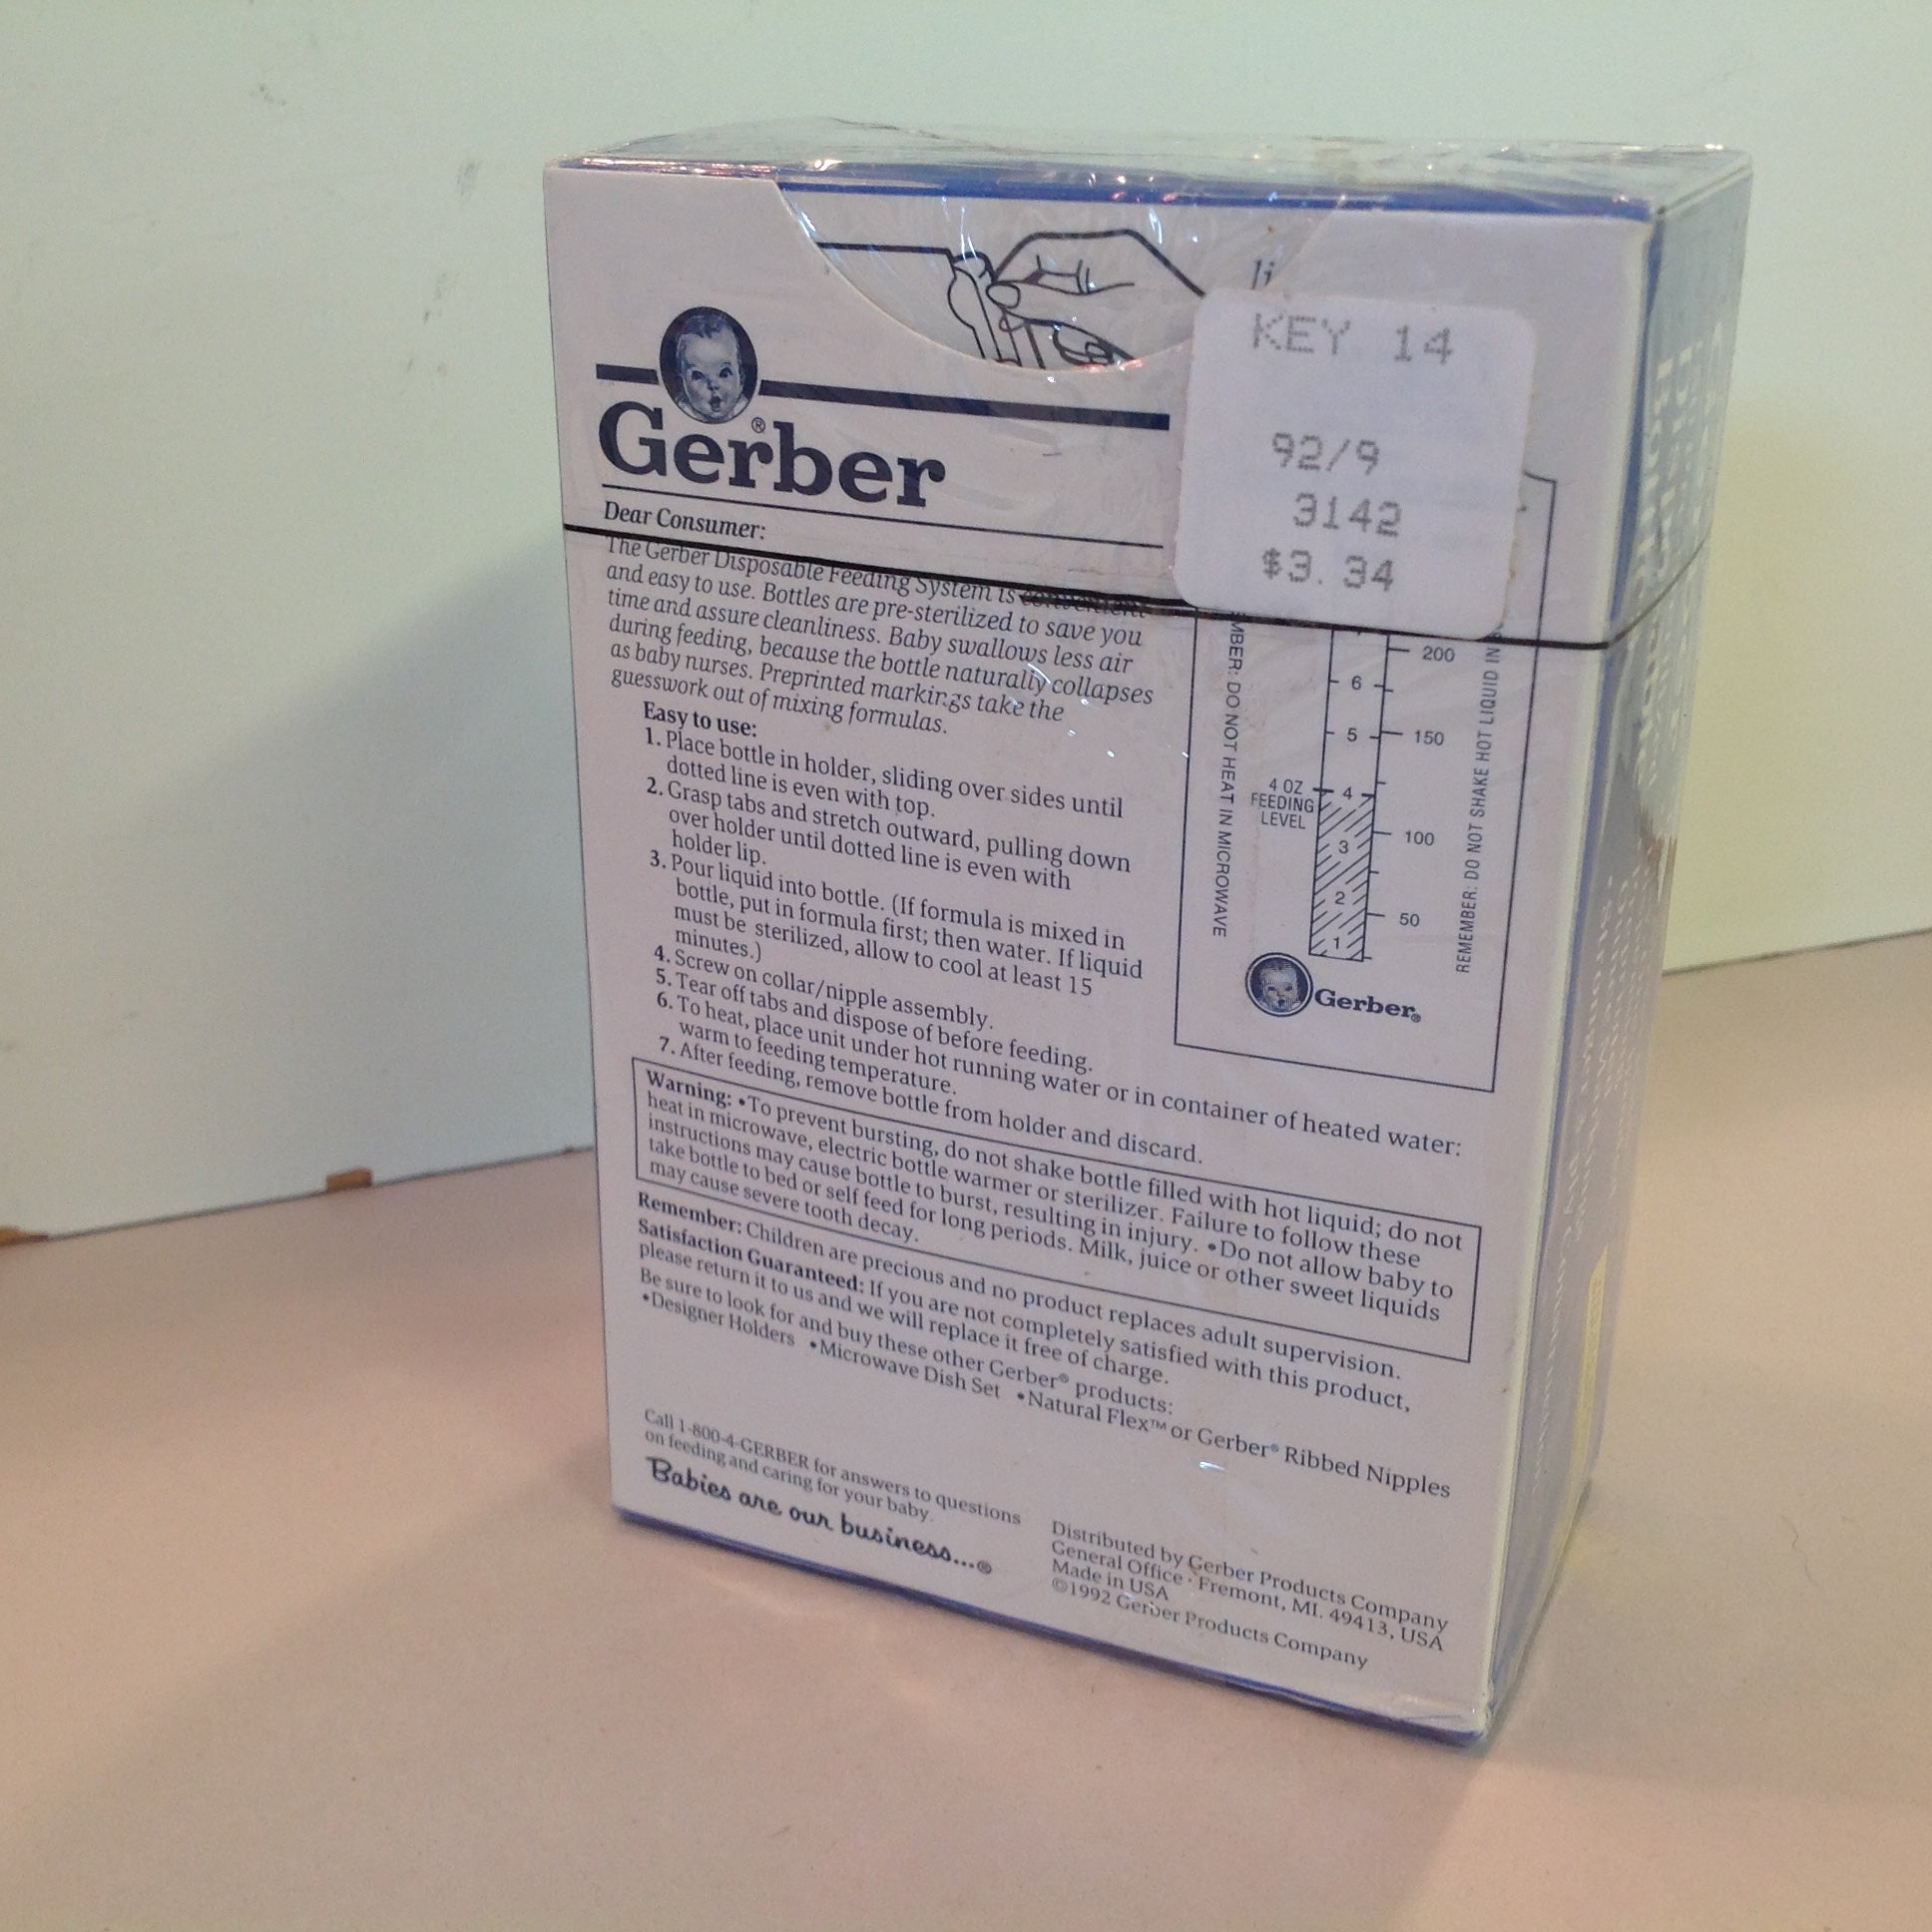 li
KEY 14
92/9
3142
$3.34
Gerber®
Dear Consumer:
The Gerber Disposable Feeding System is convenient
and easy to use. Bottles are pre-sterilized to save you
time and assure cleanliness. Baby swallows less air
during feeding, because the bottle naturally collapses
as baby nurses. Preprinted markings take the
guesswork out of mixing formulas.
Easy to use:
1. Place bottle in holder, sliding over sides until
dotted line is even with top.
2. Grasp tabs and stretch outward, pulling down
over holder until dotted line is even with
holder lip.
3. Pour liquid into bottle. (If formula is mixed in
bottle, put in formula first; then water. If liquid
must be sterilized, allow to cool at least 15
minutes.)
4. Screw on collar/nipple assembly.
5. Tear off tabs and dispose of before feeding.
6. To heat, place unit under hot running water or in container of heated water:
warm to feeding temperature.
7. After feeding, remove bottle from holder and discard.
MBER: DO NOT HEAT IN MICROWAVE
200
6
5 150
4 OZ
FEEDING
LEVEL
4
100
3
2
50
1
REMEMBER: DO NOT SHAKE HOT LIQUID IN
Gerber®
Warning: •To prevent bursting, do not shake bottle filled with hot liquid; do not
heat in microwave, electric bottle warmer or sterilizer. Failure to follow these
instructions may cause bottle to burst, resulting in injury. •Do not allow baby to
take bottle to bed or self feed for long periods. Milk, juice or other sweet liquids
may cause severe tooth decay.
Remember: Children are precious and no product replaces adult supervision.
Satisfaction Guaranteed: If you are not completely satisfied with this product,
please return it to us and we will replace it free of charge.
Be sure to look for and buy these other Gerber® products:
•Designer Holders •Microwave Dish Set •Natural Flex™ or Gerber® Ribbed Nipples
Call 1-800-4-GERBER for answers to questions
on feeding and caring for your baby.
Babies are our business...®
Distributed by Gerber Products Company
General Office · Fremont, MI. 49413, USA
Made in USA
©1992 Gerber Products Company